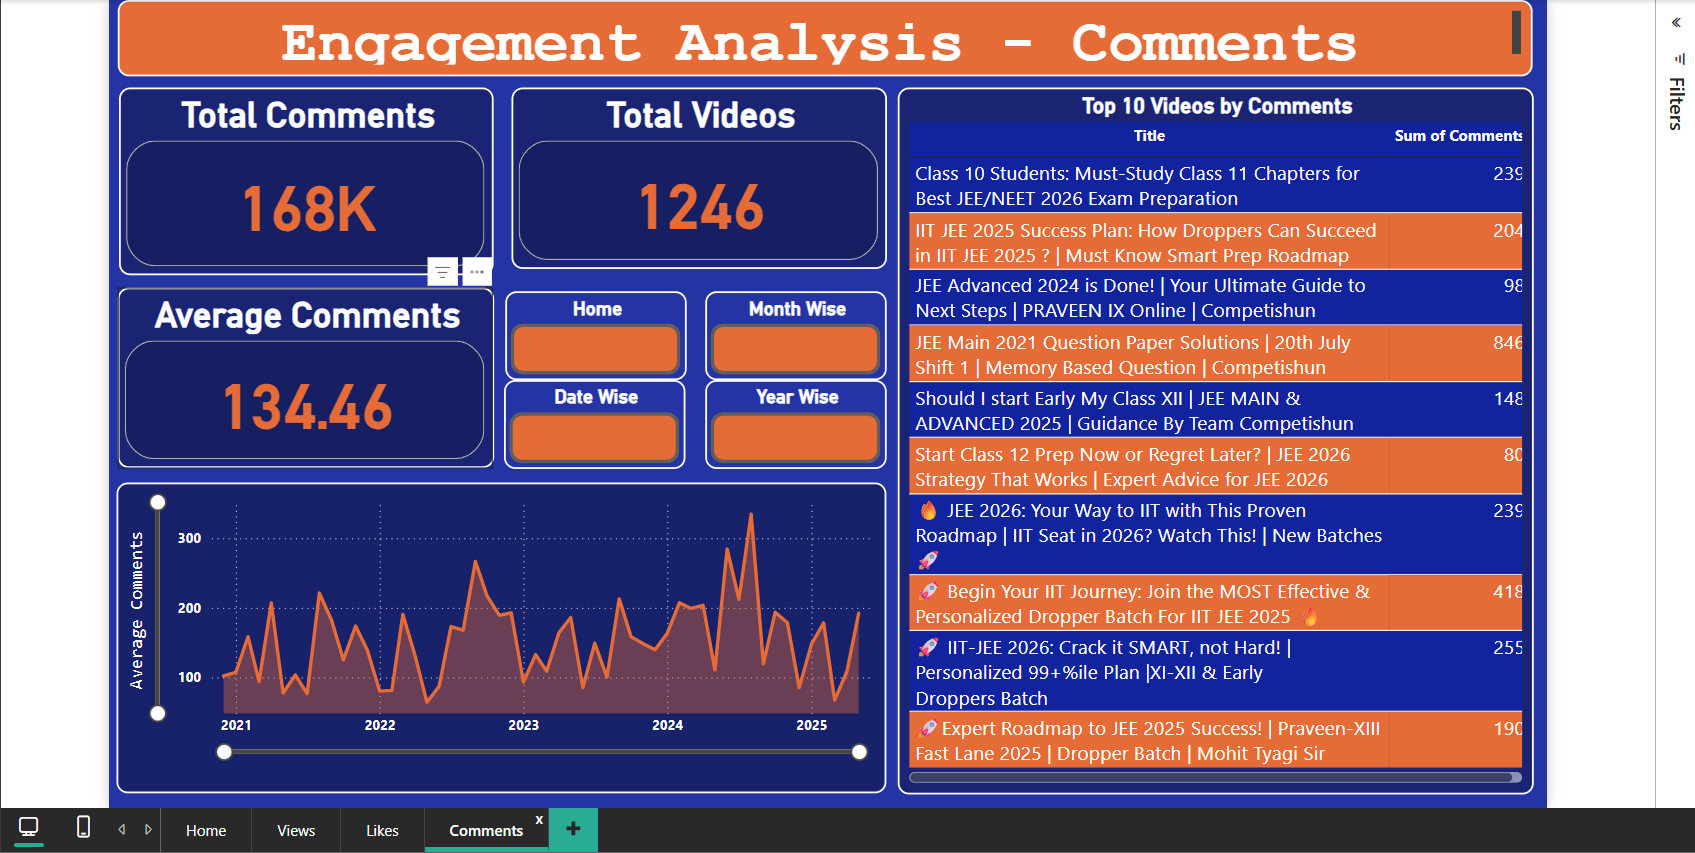 Engagement Analysis - Comments
Filters
Total Comments
168K
Total Videos
1246
Average Comments
134.46
Home
Month Wise
Date Wise
Year Wise
Average Comments
300
200
100
2021 2022 2023 2024 2025
Top 10 Videos by Comments
Title Sum of Comments
Class 10 Students: Must-Study Class 11 Chapters for 239
Best JEE/NEET 2026 Exam Preparation
IIT JEE 2025 Success Plan: How Droppers Can Succeed 204
in IIT JEE 2025 ? | Must Know Smart Prep Roadmap
JEE Advanced 2024 is Done! | Your Ultimate Guide to 98
Next Steps | PRAVEEN IX Online | Competishun
JEE Main 2021 Question Paper Solutions | 20th July 846
Shift 1 | Memory Based Question | Competishun
Should I start Early My Class XII | JEE MAIN & 148
ADVANCED 2025 | Guidance By Team Competishun
Start Class 12 Prep Now or Regret Later? | JEE 2026 80
Strategy That Works | Expert Advice for JEE 2026
🔥 JEE 2026: Your Way to IIT with This Proven 239
Roadmap | IIT Seat in 2026? Watch This! | New Batches
🚀
🚀 Begin Your IIT Journey: Join the MOST Effective & 418
Personalized Dropper Batch For IIT JEE 2025 🔥
🚀 IIT-JEE 2026: Crack it SMART, not Hard! | 255
Personalized 99+%ile Plan |XI-XII & Early
Droppers Batch
🚀Expert Roadmap to JEE 2025 Success! | Praveen-XIII 190
Fast Lane 2025 | Dropper Batch | Mohit Tyagi Sir
Home Views Likes Comments x +